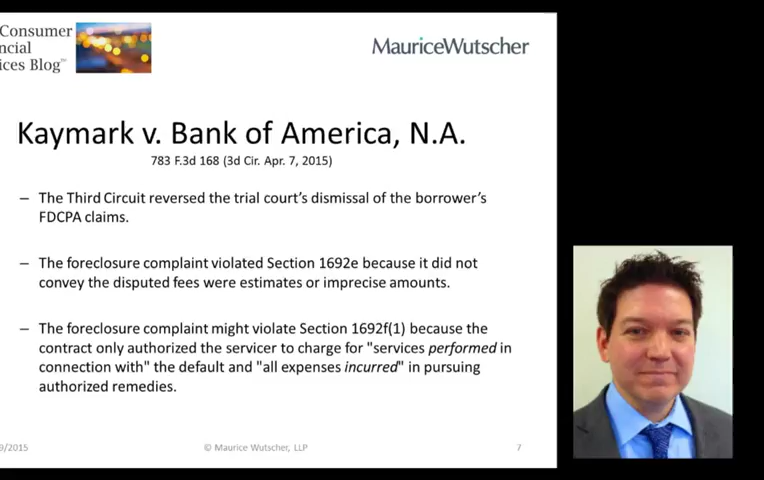 Consumer
ncial
ices Blog™
MauriceWutscher
Kaymark v. Bank of America, N.A.
783 F.3d 168 (3d Cir. Apr. 7, 2015)
– The Third Circuit reversed the trial court's dismissal of the borrower's
FDCPA claims.
– The foreclosure complaint violated Section 1692e because it did not
convey the disputed fees were estimates or imprecise amounts.
– The foreclosure complaint might violate Section 1692f(1) because the
contract only authorized the servicer to charge for "services performed in
connection with" the default and "all expenses incurred" in pursuing
authorized remedies.
9/2015
© Maurice Wutscher, LLP
7